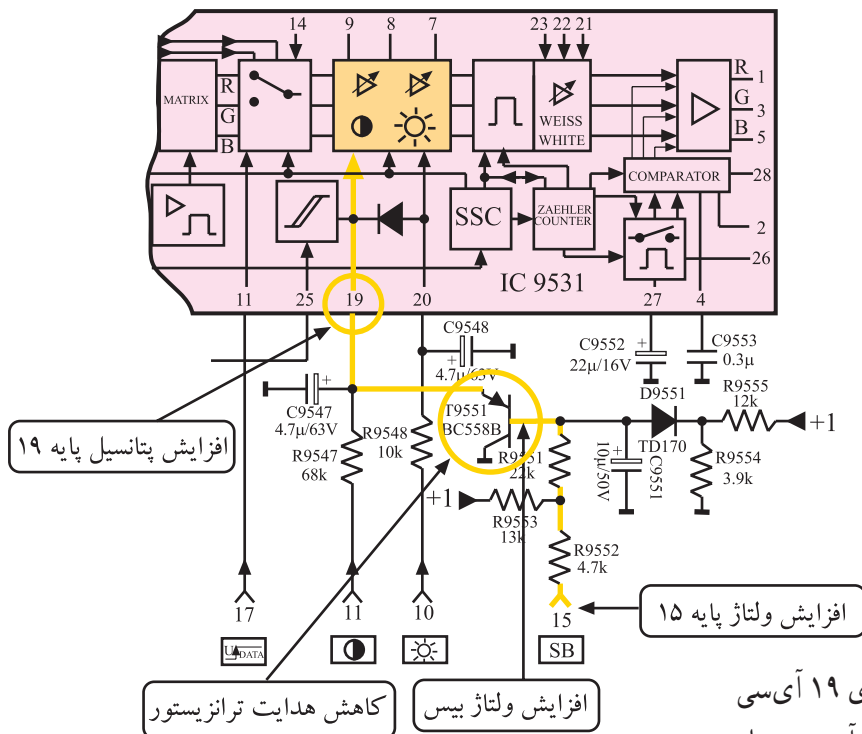 14 9 8 7 23 22 21
MATRIX
R
G
B
WEISS
WHITE
R 1
G 3
B 5
COMPARATOR 28
SSC
ZAEHLER
COUNTER
2
26
IC 9531
11 25 19 20 27 4
C9548
+
4.7µ/63V
C9552
+
22µ/16V
C9553
0.3µ
+
C9547
4.7µ/63V
T9551
BC558B
D9551
TD170
R9555
12k
+1
افزایش پتانسیل پایه ۱۹
R9547
68k
R9548
10k
R9551
22k
+
10µ/50V
C9551
R9554
3.9k
+1
R9553
13k
R9552
4.7k
17 11 10 15
افزایش ولتاژ پایه ۱۵
U DATA
SB
کاهش هدایت ترانزیستور
افزایش ولتاژ بیس
ی ۱۹ آی‌سی